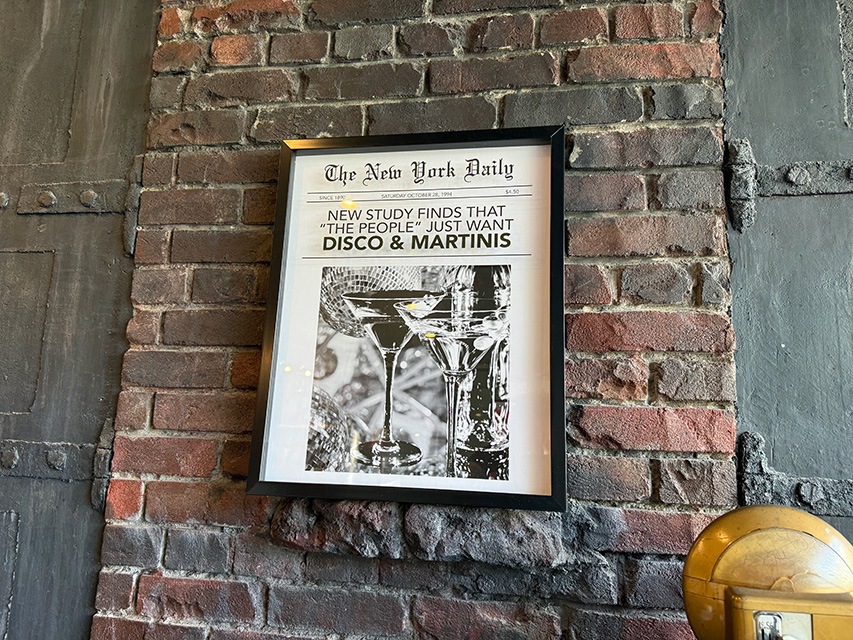 The New York Daily
SINCE 1890 SATURDAY OCTOBER 28, 1994 $4.50
NEW STUDY FINDS THAT
"THE PEOPLE" JUST WANT
DISCO & MARTINIS